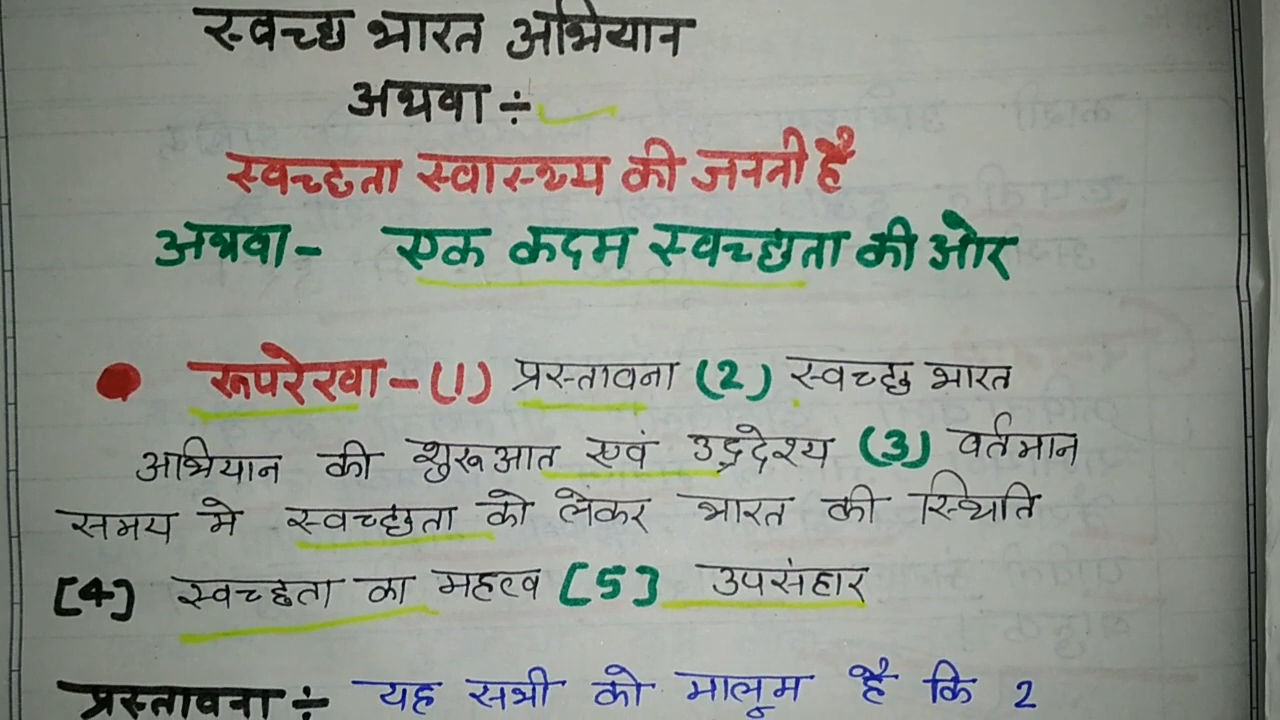 स्वच्छ भारत अभियान
अथवा ÷
स्वच्छता स्वास्थ्य की जननी है
अथवा- एक कदम स्वच्छता की ओर
रूपरेखा-(1) प्रस्तावना (2) स्वच्छ भारत
अभियान की शुरूआत एवं उद्देश्य (3) वर्तमान
समय मे स्वच्छता को लेकर भारत की स्थिति
[4] स्वच्छता का महत्व [5] उपसंहार
प्रस्तावना ÷ यह सभी को मालूम है कि 2